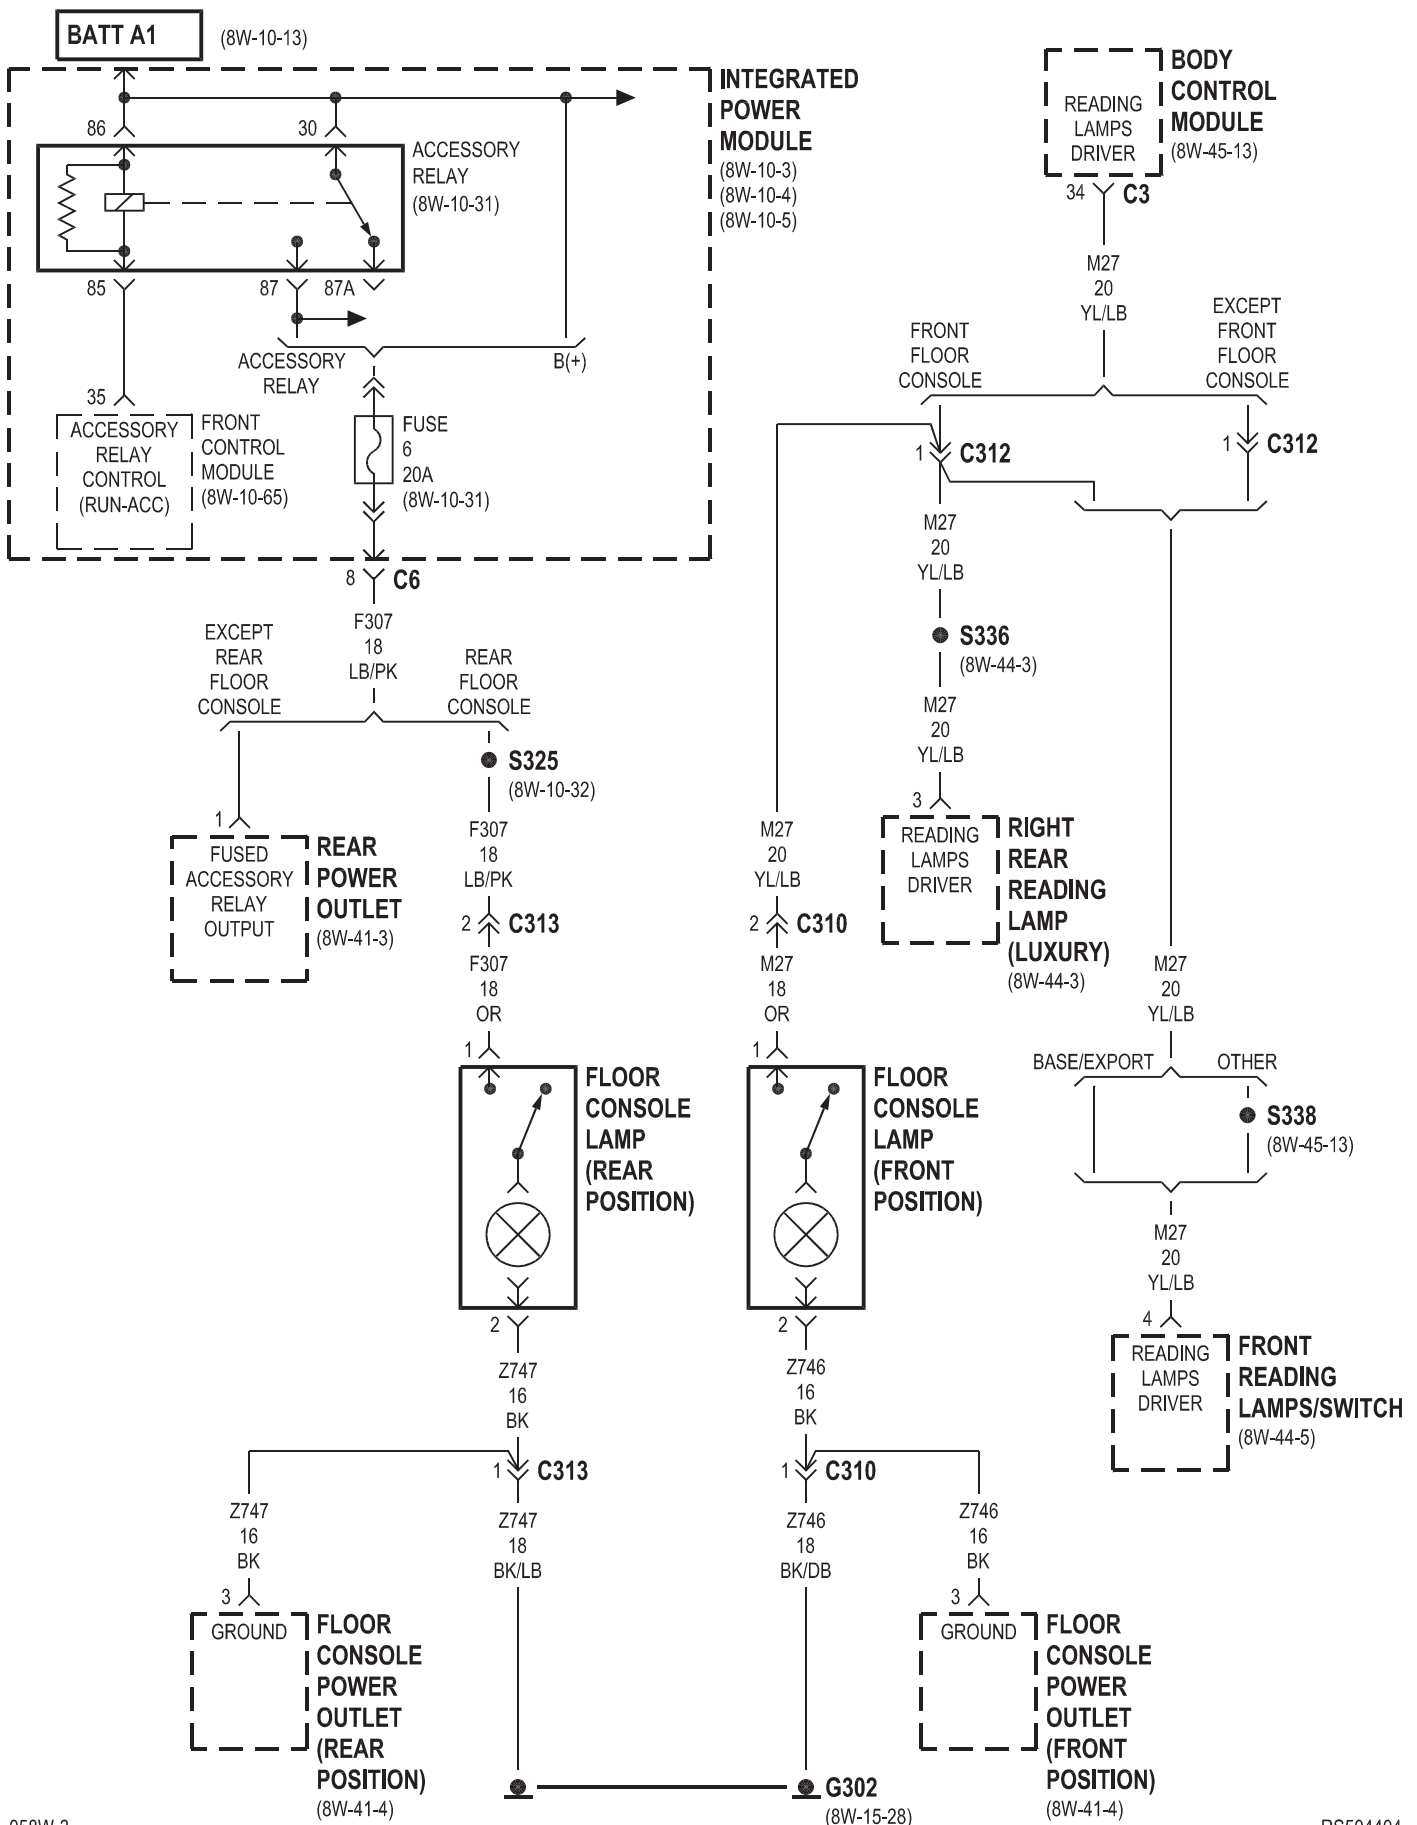 BATT A1
(8W-10-13)
INTEGRATED
POWER
MODULE
(8W-10-3)
(8W-10-4)
(8W-10-5)
86
30
ACCESSORY
RELAY
(8W-10-31)
85
87
87A
ACCESSORY
RELAY
B(+)
35
ACCESSORY
RELAY
CONTROL
(RUN-ACC)
FRONT
CONTROL
MODULE
(8W-10-65)
FUSE
6
20A
(8W-10-31)
8
C6
F307
18
LB/PK
EXCEPT
REAR
FLOOR
CONSOLE
REAR
FLOOR
CONSOLE
S325
(8W-10-32)
1
FUSED
ACCESSORY
RELAY
OUTPUT
REAR
POWER
OUTLET
(8W-41-3)
F307
18
LB/PK
2
C313
F307
18
OR
1
FLOOR
CONSOLE
LAMP
(REAR
POSITION)
2
Z747
16
BK
1
C313
Z747
16
BK
Z747
18
BK/LB
3
GROUND
FLOOR
CONSOLE
POWER
OUTLET
(REAR
POSITION)
(8W-41-4)
READING
LAMPS
DRIVER
BODY
CONTROL
MODULE
(8W-45-13)
34
C3
M27
20
YL/LB
FRONT
FLOOR
CONSOLE
EXCEPT
FRONT
FLOOR
CONSOLE
1
C312
1
C312
M27
20
YL/LB
S336
(8W-44-3)
M27
20
YL/LB
3
READING
LAMPS
DRIVER
RIGHT
REAR
READING
LAMP
(LUXURY)
(8W-44-3)
M27
20
YL/LB
2
C310
M27
18
OR
1
FLOOR
CONSOLE
LAMP
(FRONT
POSITION)
2
Z746
16
BK
1
C310
Z746
18
BK/DB
Z746
16
BK
3
GROUND
FLOOR
CONSOLE
POWER
OUTLET
(FRONT
POSITION)
(8W-41-4)
G302
(8W-15-28)
M27
20
YL/LB
BASE/EXPORT
OTHER
S338
(8W-45-13)
M27
20
YL/LB
4
READING
LAMPS
DRIVER
FRONT
READING
LAMPS/SWITCH
(8W-44-5)